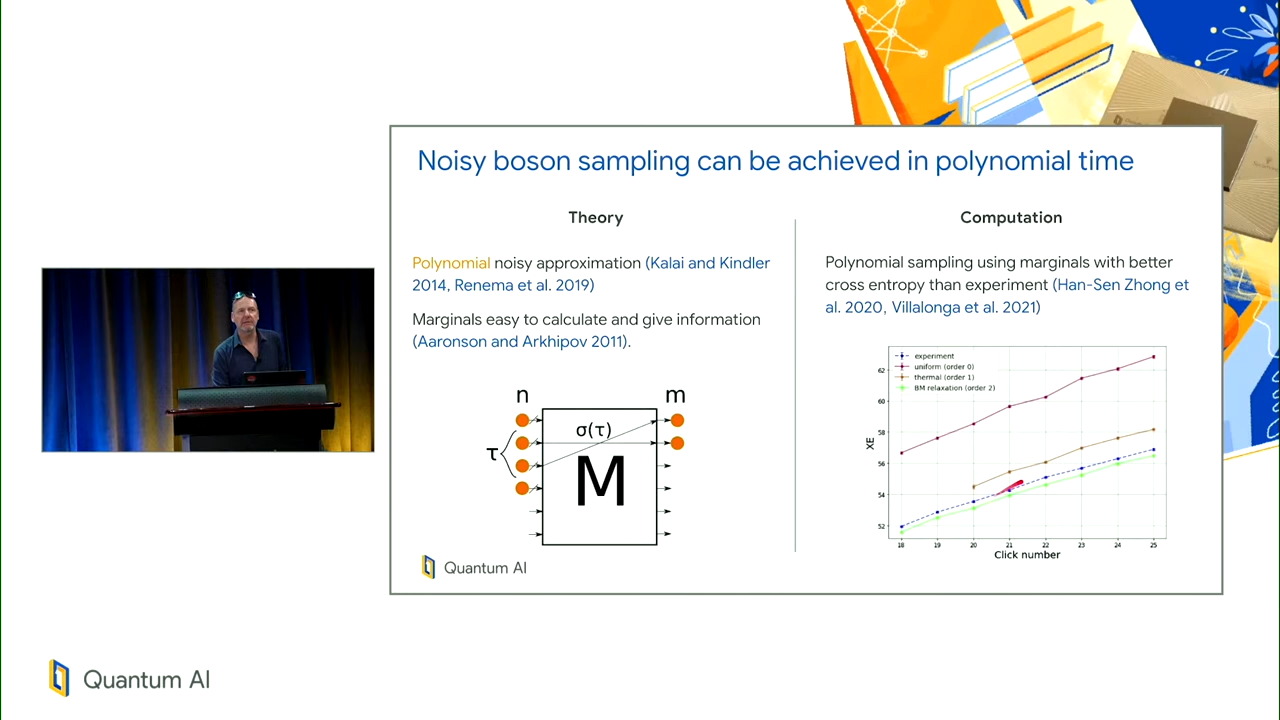 Noisy boson sampling can be achieved in polynomial time
Theory
Polynomial noisy approximation (Kalai and Kindler
2014, Renema et al. 2019)
Marginals easy to calculate and give information
(Aaronson and Arkhipov 2011).
n
m
σ(τ)
τ
M
Quantum AI
Computation
Polynomial sampling using marginals with better
cross entropy than experiment (Han-Sen Zhong et
al. 2020, Villalonga et al. 2021)
experiment
uniform (order 0)
thermal (order 1)
BM relaxation (order 2)
62
60
58
56
54
52
XE
18 19 20 21 22 23 24 25
Click number
Quantum AI